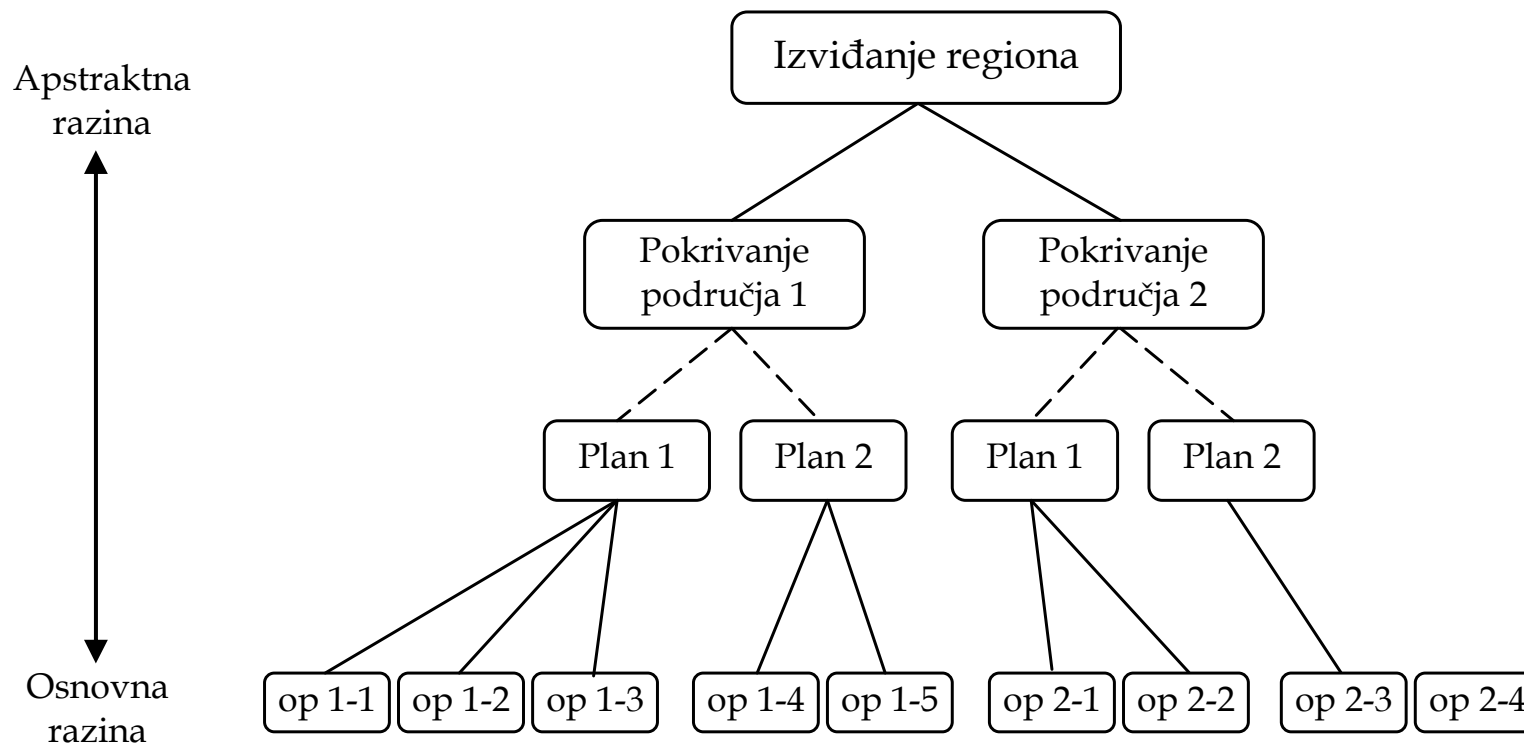 Izviđanje regiona
Apstraktna
razina
Pokrivanje
područja 1
Pokrivanje
područja 2
Plan 1
Plan 2
Plan 1
Plan 2
Osnovna
razina
op 1-1
op 1-2
op 1-3
op 1-4
op 1-5
op 2-1
op 2-2
op 2-3
op 2-4